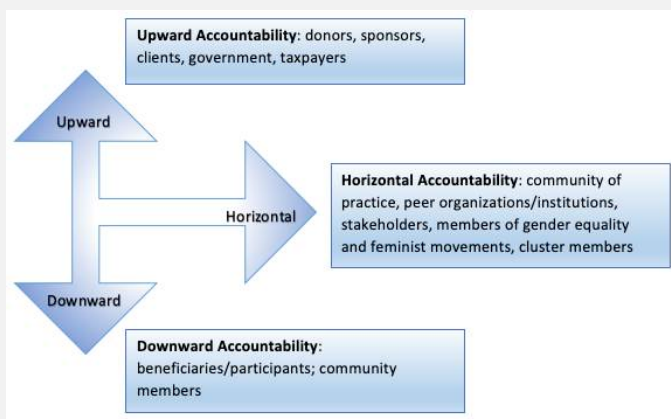 Upward Accountability: donors, sponsors,
clients, government, taxpayers
Upward
Horizontal Accountability: community of
practice, peer organizations/institutions,
stakeholders, members of gender equality
and feminist movements, cluster members
Horizontal
Downward
Downward Accountability:
beneficiaries/participants; community
members